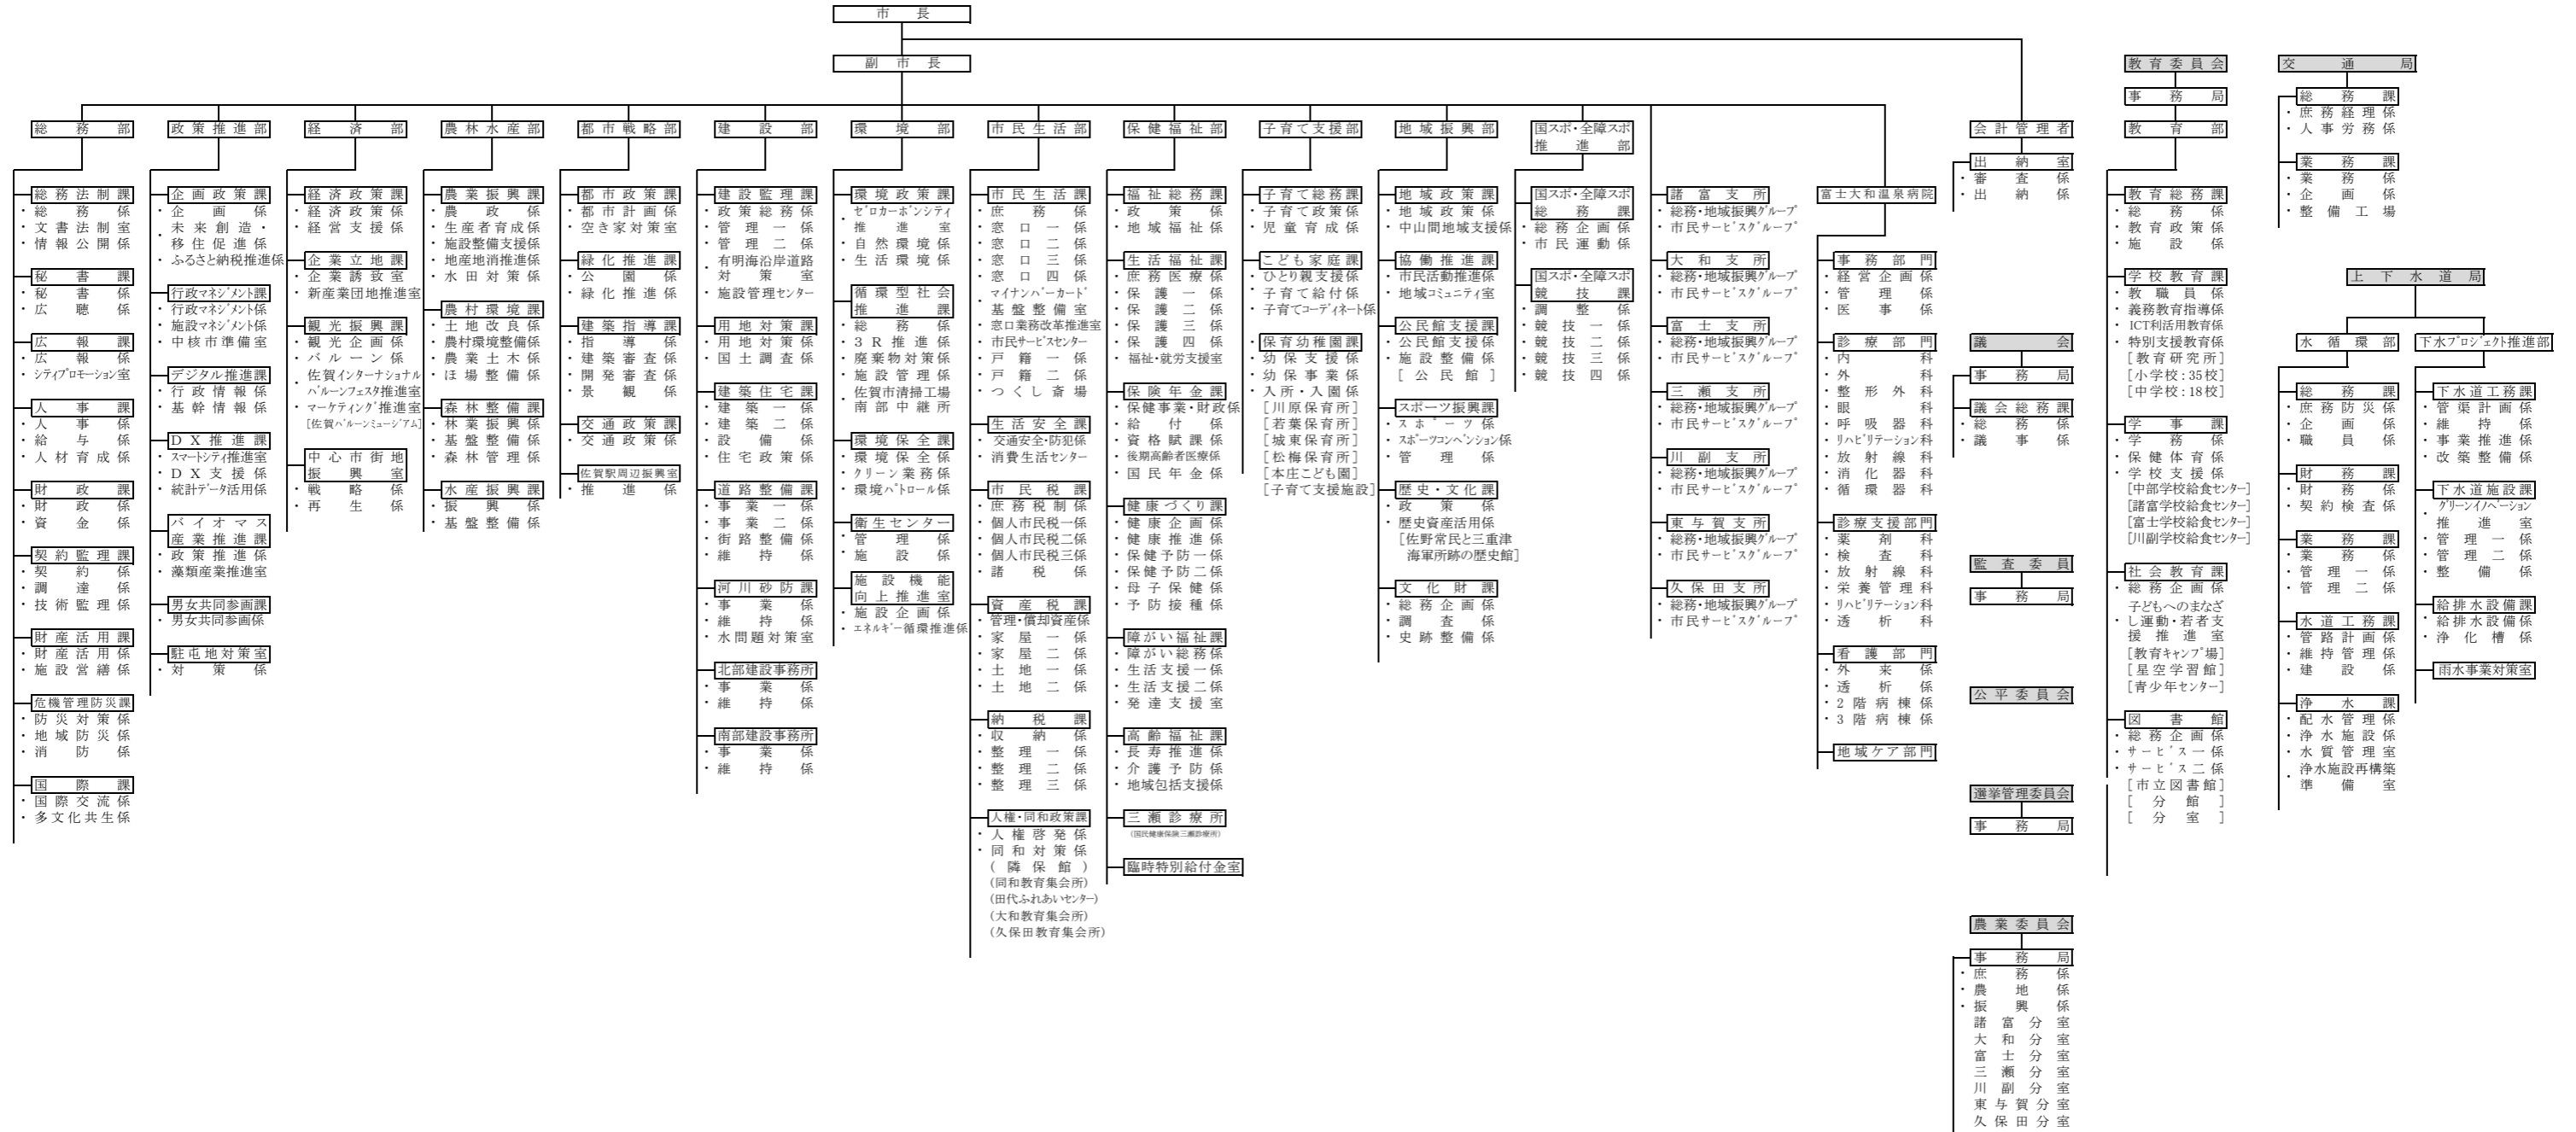 市長
副市長
総務部
総務法制課
・総務係
・文書法制室
・情報公開係
秘書課
・秘書係
・広聴係
広報課
・広報係
・シティプロモーション室
人事課
・人事係
・給与係
・人材育成係
財政課
・財政係
・資金係
契約監理課
・契約係
・調達係
・技術監理係
財産活用課
・財産活用係
・施設営繕係
危機管理防災課
・防災対策係
・地域防災係
・消防係
国際課
・国際交流係
・多文化共生係
政策推進部
企画政策課
・企画係
・未来創造・
移住促進係
・ふるさと納税推進係
行政マネジメント課
・行政マネジメント係
・施設マネジメント係
・中核市準備室
デジタル推進課
・行政情報係
・基幹情報係
DX推進課
・スマートシティ推進室
・DX支援係
・統計データ活用係
バイオマス
産業推進課
・政策推進係
・藻類産業推進室
男女共同参画課
・男女共同参画係
駐屯地対策室
・対策係
経済部
経済政策課
・経済政策係
・経営支援係
企業立地課
・企業誘致室
・新産業団地推進室
観光振興課
・観光企画係
・バルーン係
・佐賀インターナショナル
バルーンフェスタ推進室
・マーケティング推進室
[佐賀バルーンミュージアム]
中心市街地
振興室
・戦略係
・再生係
農林水産部
農業振興課
・農政係
・生産者育成係
・施設整備支援係
・地産地消推進係
・水田対策係
農村環境課
・土地改良係
・農村環境整備係
・農業土木係
・ほ場整備係
森林整備課
・林業振興係
・基盤整備係
・森林管理係
水産振興課
・振興係
・基盤整備係
都市戦略部
都市政策課
・都市計画係
・空き家対策室
緑化推進課
・公園係
・緑化推進係
建築指導課
・指導係
・建築審査係
・開発審査係
・景観係
交通政策課
・交通政策係
佐賀駅周辺振興室
・推進係
建設部
建設監理課
・政策総務係
・管理一係
・管理二係
・有明海沿岸道路
対策室
・施設管理センター
用地対策課
・用地対策係
・国土調査係
建築住宅課
・建築一係
・建築二係
・設備係
・住宅政策係
道路整備課
・事業一係
・事業二係
・街路整備係
・維持係
河川砂防課
・事業係
・維持係
・水問題対策室
北部建設事務所
・事業係
・維持係
南部建設事務所
・事業係
・維持係
環境部
環境政策課
・ゼロカーボンシティ
推進室
・自然環境係
・生活環境係
循環型社会
推進課
・総務係
・3R推進係
・廃棄物対策係
・施設管理係
・佐賀市清掃工場
・南部中継所
環境保全課
・環境保全係
・クリーン業務係
・環境パトロール係
衛生センター
・管理係
・施設係
施設機能
向上推進室
・施設企画係
・エネルギー循環推進係
市民生活部
市民生活課
・庶務係
・窓口一係
・窓口二係
・窓口三係
・窓口四係
・マイナンバーカード
基盤整備室
・窓口業務改革推進室
・市民サービスセンター
・戸籍一係
・戸籍二係
・つくし斎場
生活安全課
・交通安全・防犯係
・消費生活センター
市民税課
・庶務税制係
・個人市民税一係
・個人市民税二係
・個人市民税三係
・諸税係
資産税課
・管理・償却資産係
・家屋一係
・家屋二係
・土地一係
・土地二係
納税課
・収納係
・整理一係
・整理二係
・整理三係
人権・同和政策課
・人権啓発係
・同和対策係
(隣保館)
(同和教育集会所)
(田代ふれあいセンター)
(大和教育集会所)
(久保田教育集会所)
保健福祉部
福祉総務課
・政策係
・地域福祉係
生活福祉課
・庶務医療係
・保護一係
・保護二係
・保護三係
・保護四係
・福祉・就労支援室
保険年金課
・保健事業・財政係
・給付係
・資格賦課係
・後期高齢者医療係
・国民年金係
健康づくり課
・健康企画係
・健康推進係
・保健予防一係
・保健予防二係
・母子保健係
・予防接種係
障がい福祉課
・障がい総務係
・生活支援一係
・生活支援二係
・発達支援室
高齢福祉課
・長寿推進係
・介護予防係
・地域包括支援係
三瀬診療所
(国民健康保険三瀬診療所)
臨時特別給付金室
子育て支援部
子育て総務課
・子育て政策係
・児童育成係
こども家庭課
・ひとり親支援係
・子育て給付係
・子育てコーディネート係
保育幼稚園課
・幼保支援係
・幼保事業係
・入所・入園係
[川原保育所]
[若葉保育所]
[城東保育所]
[松梅保育所]
[本庄こども園]
[子育て支援施設]
地域振興部
地域政策課
・地域政策係
・中山間地域支援係
協働推進課
・市民活動推進係
・地域コミュニティ室
公民館支援課
・公民館支援係
・施設整備係
[公民館]
スポーツ振興課
・スポーツ係
・スポーツコンベンション係
・管理係
歴史・文化課
・政策係
・歴史資産活用係
[佐野常民と三重津
海軍所跡の歴史館]
文化財課
・総務企画係
・調査係
・史跡整備係
国スポ・全障スポ
推進部
国スポ・全障スポ
総務課
・総務企画係
・市民運動係
国スポ・全障スポ
競技課
・調整係
・競技一係
・競技二係
・競技三係
・競技四係
諸富支所
・総務・地域振興グループ
・市民サービスグループ
大和支所
・総務・地域振興グループ
・市民サービスグループ
富士支所
・総務・地域振興グループ
・市民サービスグループ
三瀬支所
・総務・地域振興グループ
・市民サービスグループ
川副支所
・総務・地域振興グループ
・市民サービスグループ
東与賀支所
・総務・地域振興グループ
・市民サービスグループ
久保田支所
・総務・地域振興グループ
・市民サービスグループ
富士大和温泉病院
事務部門
・経営企画係
・管理係
・医事係
診療部門
・内科
・外科
・整形外科
・眼科
・呼吸器科
・リハビリテーション科
・放射線科
・消化器科
・循環器科
診療支援部門
・薬剤科
・検査科
・放射線科
・栄養管理科
・リハビリテーション科
・透析科
看護部門
・外来係
・透析係
・2階病棟係
・3階病棟係
地域ケア部門
会計管理者
出納室
・審査係
・出納係
議会
事務局
議会総務課
・総務係
・議事係
監査委員
事務局
公平委員会
選挙管理委員会
事務局
農業委員会
事務局
・庶務係
・農地係
・振興係
諸富分室
大和分室
富士分室
三瀬分室
川副分室
東与賀分室
久保田分室
教育委員会
事務局
教育部
教育総務課
・総務係
・教育政策係
・施設係
学校教育課
・教職員係
・義務教育指導係
・ICT利活用教育係
・特別支援教育係
[教育研究所]
[小学校:35校]
[中学校:18校]
学事課
・学務係
・保健体育係
・学校支援係
[中部学校給食センター]
[諸富学校給食センター]
[富士学校給食センター]
[川副学校給食センター]
社会教育課
・総務企画係
・子どもへのまなざ
し運動・若者支
援推進室
[教育キャンプ場]
[星空学習館]
[青少年センター]
図書館
・総務企画係
・サービス一係
・サービス二係
[市立図書館]
[分館]
[分室]
交通局
総務課
・庶務経理係
・人事労務係
業務課
・業務係
・企画係
・整備工場
上下水道局
水循環部
総務課
・庶務防災係
・企画係
・職員係
財務課
・財務係
・契約検査係
業務課
・業務係
・管理一係
・管理二係
水道工務課
・管路計画係
・維持管理係
・建設係
浄水課
・配水管理係
・浄水施設係
・水質管理室
・浄水施設再構築
準備室
下水プロジェクト推進部
下水道工務課
・管渠計画係
・維持係
・事業推進係
・改築整備係
下水道施設課
・グリーンイノベーション
推進室
・管理一係
・管理二係
・整備係
給排水設備課
・給排水設備係
・浄化槽係
雨水事業対策室